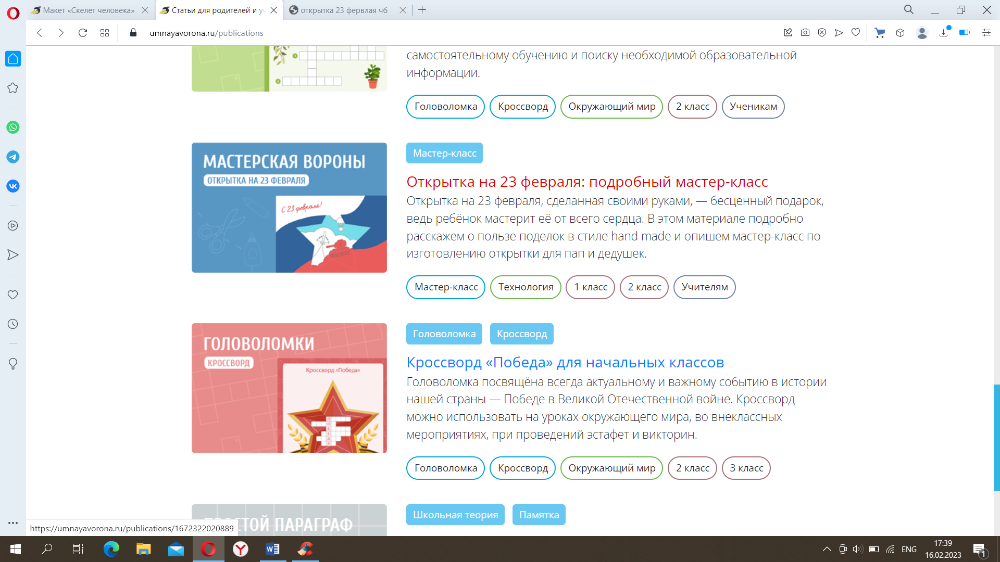 Макет «Скелет человека»
Статьи для родителей и уч
открытка 23 фервлая чб
umnayavorona.ru/publications
самостоятельному обучению и поиску необходимой образовательной
информации.
Головоломка
Кроссворд
Окружающий мир
2 класс
Ученикам
МАСТЕРСКАЯ ВОРОНЫ
ОТКРЫТКА НА 23 ФЕВРАЛЯ
С 23 февраля!
Мастер-класс
Открытка на 23 февраля: подробный мастер-класс
Открытка на 23 февраля, сделанная своими руками, — бесценный подарок,
ведь ребёнок мастерит её от всего сердца. В этом материале подробно
расскажем о пользе поделок в стиле hand made и опишем мастер-класс по
изготовлению открытки для пап и дедушек.
Мастер-класс
Технология
1 класс
2 класс
Учителям
ГОЛОВОЛОМКИ
КРОССВОРД
Кроссворд «Победа»
ПОБЕДА
Головоломка
Кроссворд
Кроссворд «Победа» для начальных классов
Головоломка посвящёна всегда актуальному и важному событию в истории
нашей страны — Победе в Великой Отечественной войне. Кроссворд
можно использовать на уроках окружающего мира, во внеклассных
мероприятиях, при проведений эстафет и викторин.
Головоломка
Кроссворд
Окружающий мир
2 класс
3 класс
ПРОСТОЙ ПАРАГРАФ
Школьная теория
Памятка
https://umnayavorona.ru/publications/1672322020889
ENG
17:39
16.02.2023
1